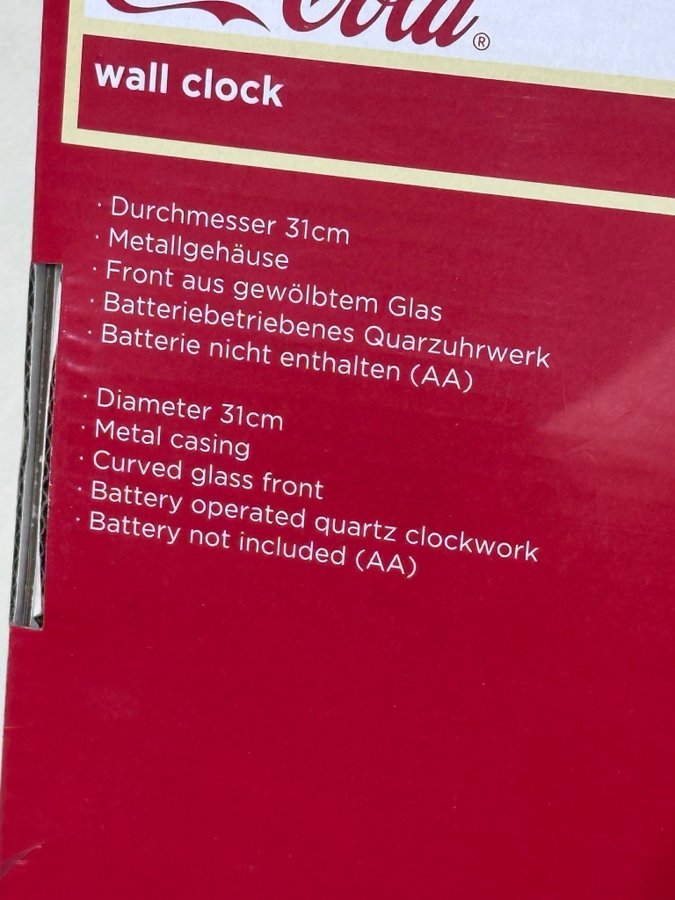 Cola®
wall clock
· Durchmesser 31cm
· Metallgehäuse
· Front aus gewölbtem Glas
· Batteriebetriebenes Quarzuhrwerk
· Batterie nicht enthalten (AA)
· Diameter 31cm
· Metal casing
· Curved glass front
· Battery operated quartz clockwork
· Battery not included (AA)